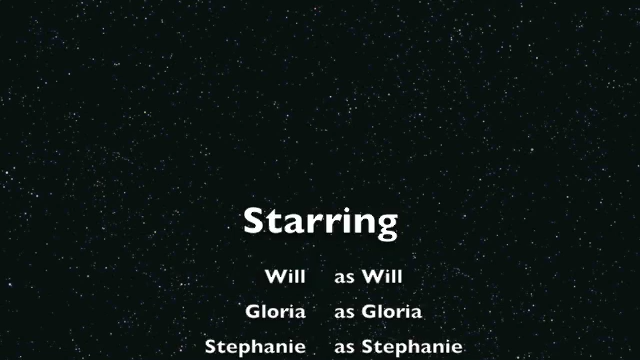 Starring
Will as Will
Gloria as Gloria
Stephanie as Stephanie